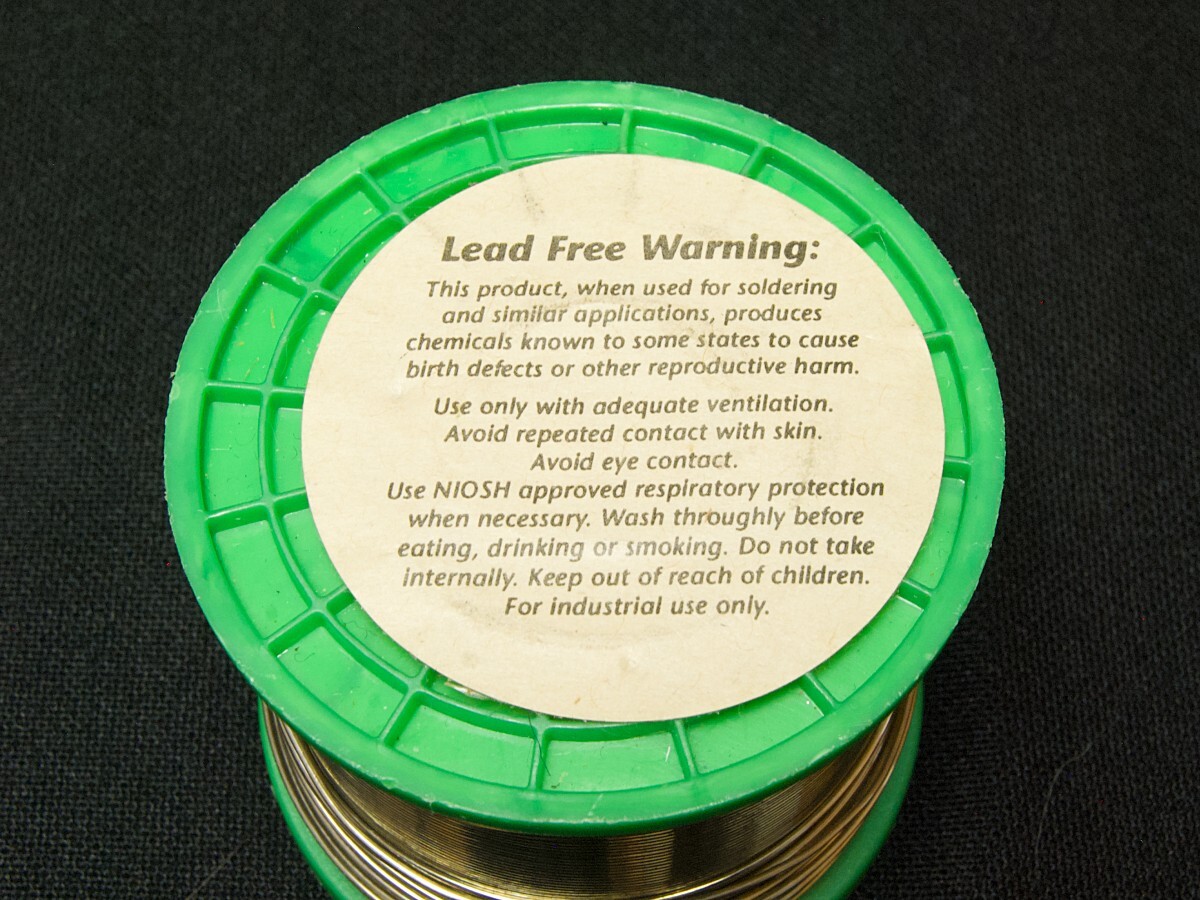 Lead Free Warning:
This product, when used for soldering
and similar applications, produces
chemicals known to some states to cause
birth defects or other reproductive harm.
Use only with adequate ventilation.
Avoid repeated contact with skin.
Avoid eye contact.
Use NIOSH approved respiratory protection
when necessary. Wash throughly before
eating, drinking or smoking. Do not take
internally. Keep out of reach of children.
For industrial use only.